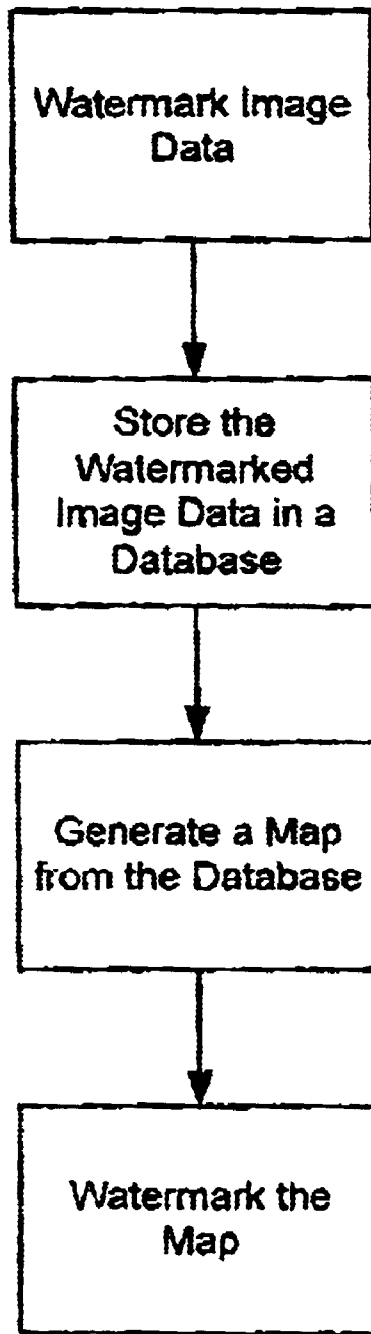 Watermark Image
Data
Store the
Watermarked
Image Data in a
Database
Generate a Map
from the Database
Watermark the
Map